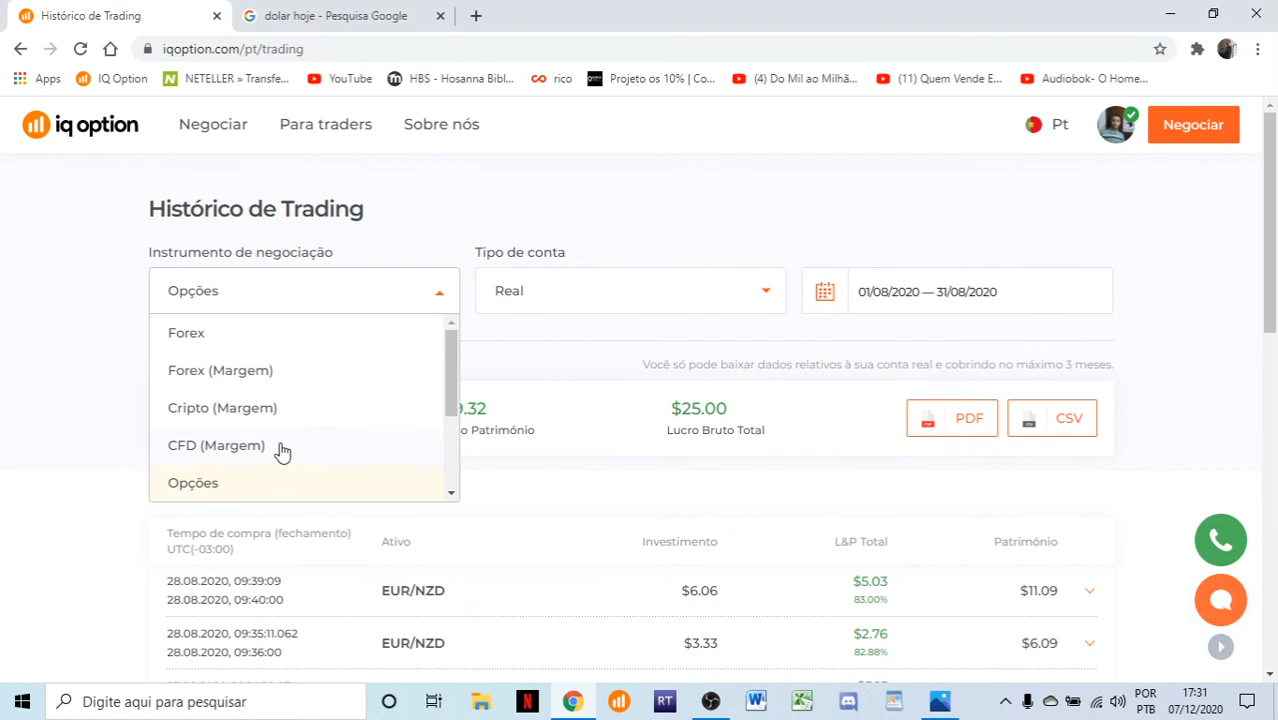 Histórico de Trading
dolar hoje - Pesquisa Google
iqoption.com/pt/trading
Apps
IQ Option
NETELLER » Transfe...
YouTube
HBS - Hosanna Bibl...
rico
Projeto os 10% | Co...
(4) Do Mil ao Milhã...
(11) Quem Vende E...
Audiobok- O Home...
iq option
Negociar
Para traders
Sobre nós
Pt
Negociar
Histórico de Trading
Instrumento de negociação
Tipo de conta
Opções
Real
01/08/2020 — 31/08/2020
Forex
Forex (Margem)
Cripto (Margem)
CFD (Margem)
Opções
Você só pode baixar dados relativos à sua conta real e cobrindo no máximo 3 meses.
9.32
o Património
$25.00
Lucro Bruto Total
PDF
CSV
Tempo de compra (fechamento)
UTC(-03:00)
Ativo
Investimento
L&P Total
Património
28.08.2020, 09:39:09
28.08.2020, 09:40:00
EUR/NZD
$6.06
$5.03
83.00%
$11.09
28.08.2020, 09:35:11.062
28.08.2020, 09:36:00
EUR/NZD
$3.33
$2.76
82.88%
$6.09
Digite aqui para pesquisar
N
RT
POR
PTB
17:31
07/12/2020